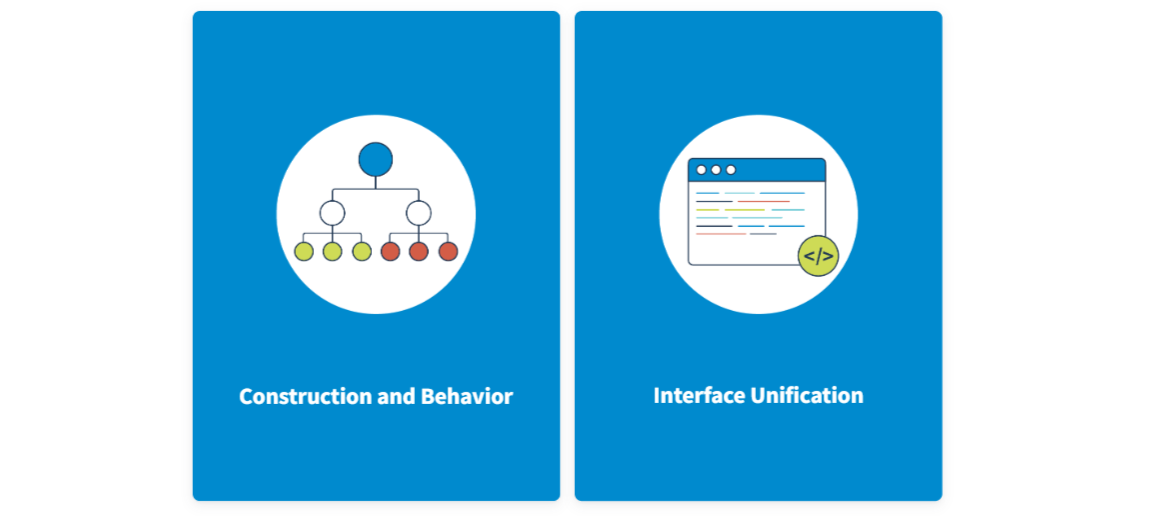 </>
Construction and Behavior
Interface Unification